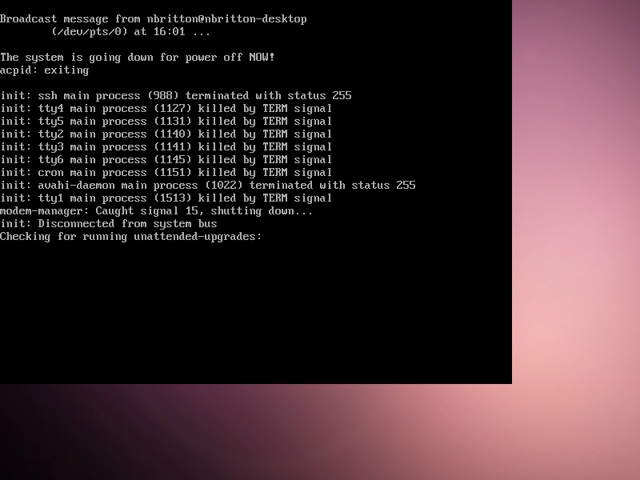 Broadcast message from nbritton@nbritton-desktop
(/dev/pts/0) at 16:01 ...
The system is going down for power off NOW!
acpid: exiting
init: ssh main process (988) terminated with status 255
init: tty4 main process (1127) killed by TERM signal
init: tty5 main process (1131) killed by TERM signal
init: tty2 main process (1140) killed by TERM signal
init: tty3 main process (1141) killed by TERM signal
init: tty6 main process (1145) killed by TERM signal
init: cron main process (1151) killed by TERM signal
init: avahi-daemon main process (1022) terminated with status 255
init: tty1 main process (1513) killed by TERM signal
modem-manager: Caught signal 15, shutting down...
init: Disconnected from system bus
Checking for running unattended-upgrades: